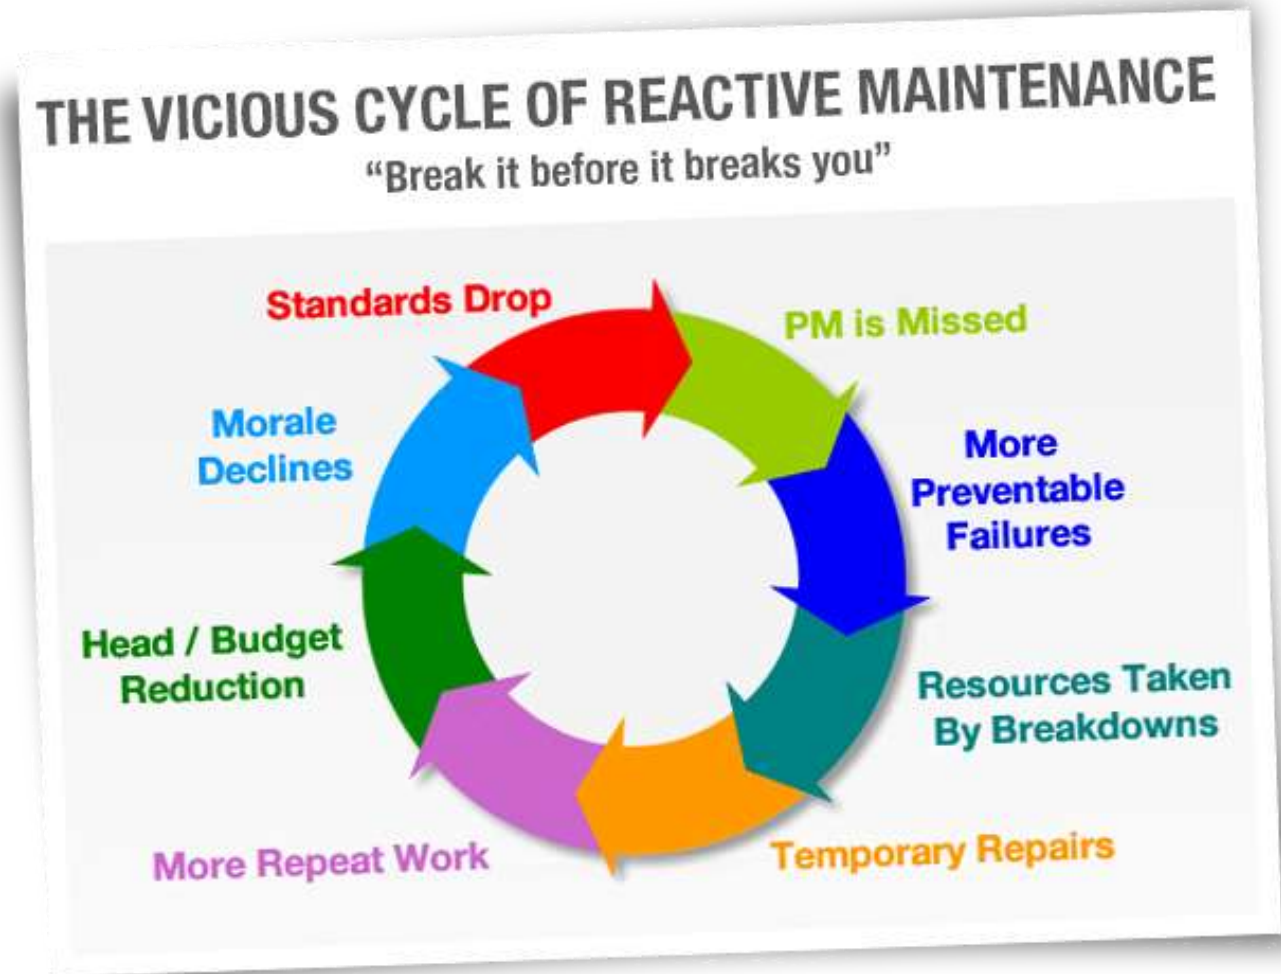 THE VICIOUS CYCLE OF REACTIVE MAINTENANCE
“Break it before it breaks you”
Standards Drop
PM is Missed
More
Preventable
Failures
Resources Taken
By Breakdowns
Temporary Repairs
More Repeat Work
Head / Budget
Reduction
Morale
Declines